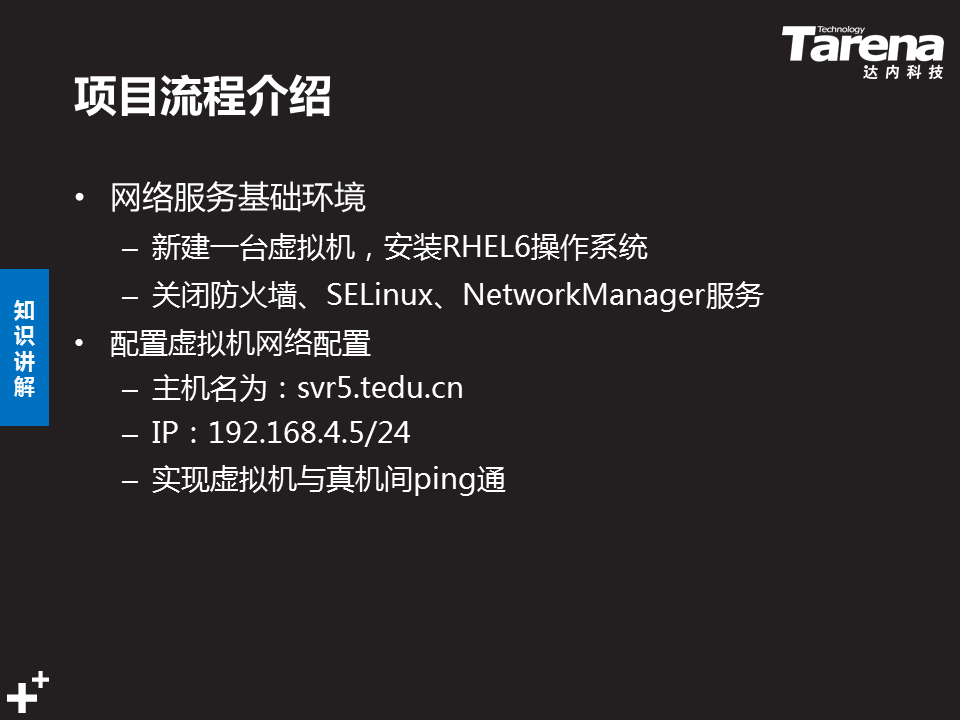 Technology
Tarena
达内科技
项目流程介绍
• 网络服务基础环境
– 新建一台虚拟机，安装RHEL6操作系统
– 关闭防火墙、SELinux、NetworkManager服务
• 配置虚拟机网络配置
– 主机名为：svr5.tedu.cn
– IP：192.168.4.5/24
– 实现虚拟机与真机间ping通
知识讲解